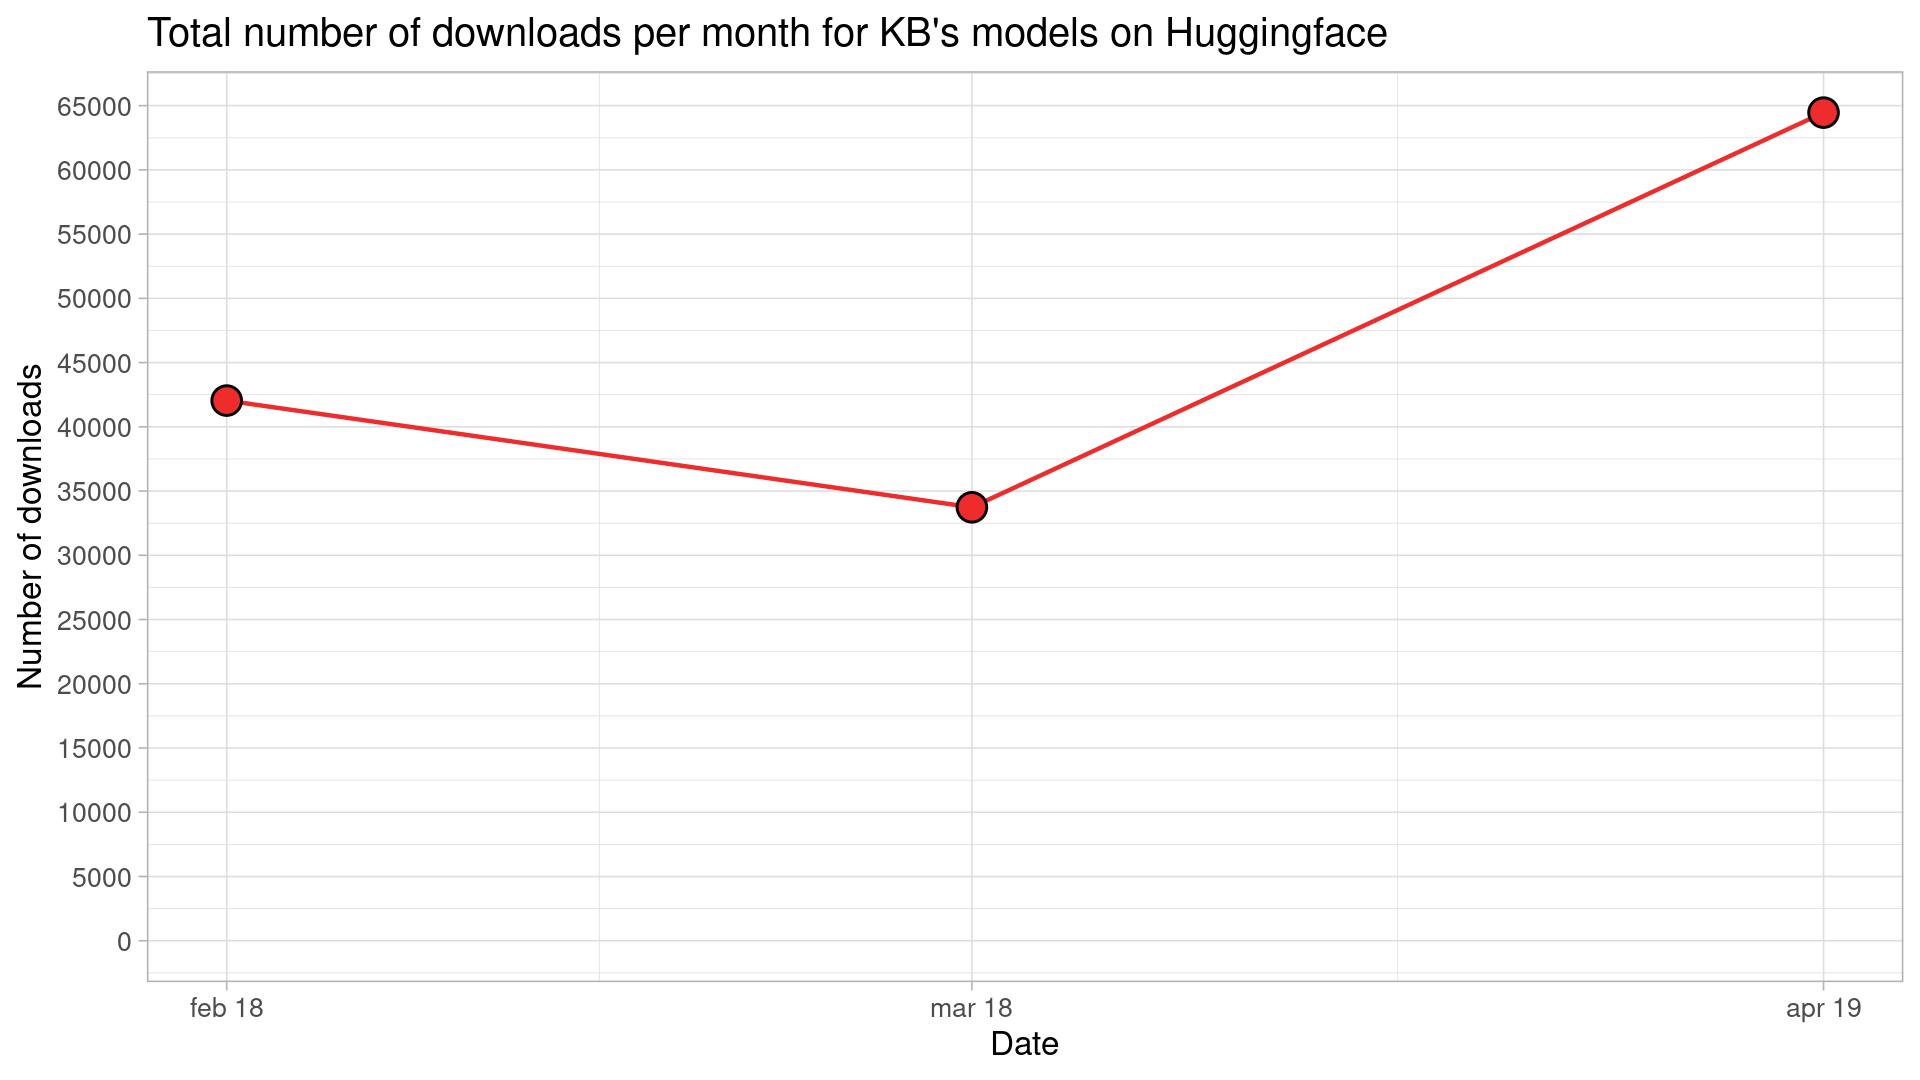 Total number of downloads per month for KB's models on Huggingface
Number of downloads
65000
60000
55000
50000
45000
40000
35000
30000
25000
20000
15000
10000
5000
0
feb 18
mar 18
apr 19
Date